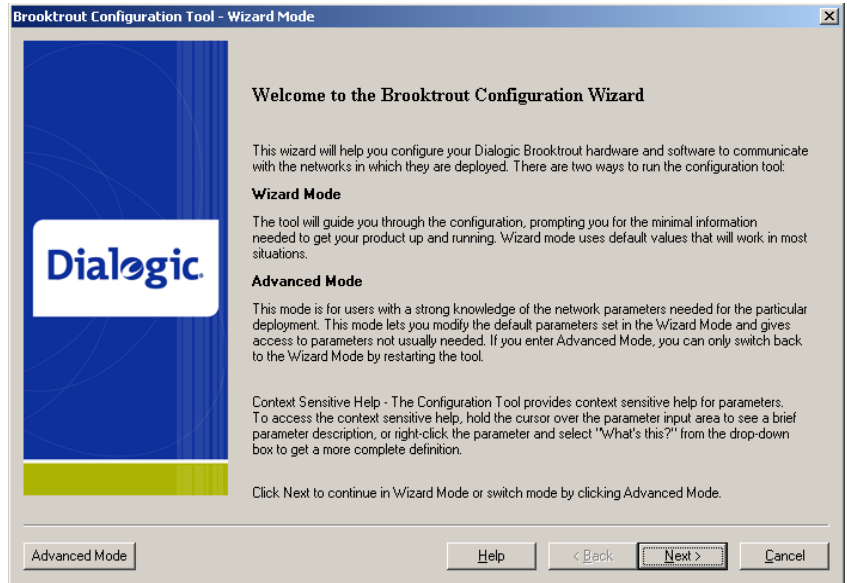 Brooktrout Configuration Tool - Wizard Mode
Welcome to the Brooktrout Configuration Wizard
This wizard will help you configure your Dialogic Brooktrout hardware and software to communicate
with the networks in which they are deployed. There are two ways to run the configuration tool:
Wizard Mode
The tool will guide you through the configuration, prompting you for the minimal information
needed to get your product up and running. Wizard mode uses default values that will work in most
situations.
Dialogic.
Advanced Mode
This mode is for users with a strong knowledge of the network parameters needed for the particular
deployment. This mode lets you modify the default parameters set in the Wizard Mode and gives
access to parameters not usually needed. If you enter Advanced Mode, you can only switch back
to the Wizard Mode by restarting the tool.
Context Sensitive Help - The Configuration Tool provides context sensitive help for parameters.
To access the context sensitive help, hold the cursor over the parameter input area to see a brief
parameter description, or right-click the parameter and select "What's this?" from the drop-down
box to get a more complete definition.
Click Next to continue in Wizard Mode or switch mode by clicking Advanced Mode.
Advanced Mode
Help
< Back
Next >
Cancel